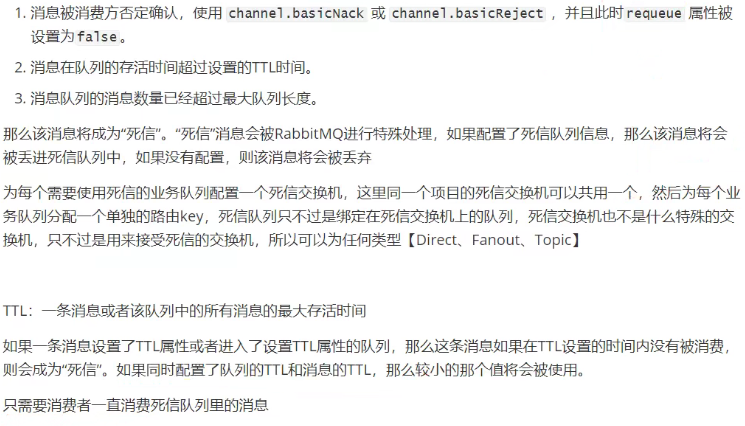 1. 消息被消费方否定确认，使用 channel.basicNack 或 channel.basicReject ，并且此时requeue 属性被
设置为false。
2. 消息在队列的存活时间超过设置的TTL时间。
3. 消息队列的消息数量已经超过最大队列长度。
那么该消息将成为“死信”。“死信”消息会被RabbitMQ进行特殊处理，如果配置了死信队列信息，那么该消息将会
被丢进死信队列中，如果没有配置，则该消息将会被丢弃
为每个需要使用死信的业务队列配置一个死信交换机，这里同一个项目的死信交换机可以共用一个，然后为每个业
务队列分配一个单独的路由key，死信队列只不过是绑定在死信交换机上的队列，死信交换机也不是什么特殊的交
换机，只不过是用来接受死信的交换机，所以可以为任何类型【Direct、Fanout、Topic】
TTL：一条消息或者该队列中的所有消息的最大存活时间
如果一条消息设置了TTL属性或者进入了设置TTL属性的队列，那么这条消息如果在TTL设置的时间内没有被消费，
则会成为“死信”。如果同时配置了队列的TTL和消息的TTL，那么较小的那个值将会被使用。
只需要消费者一直消费死信队列里的消息